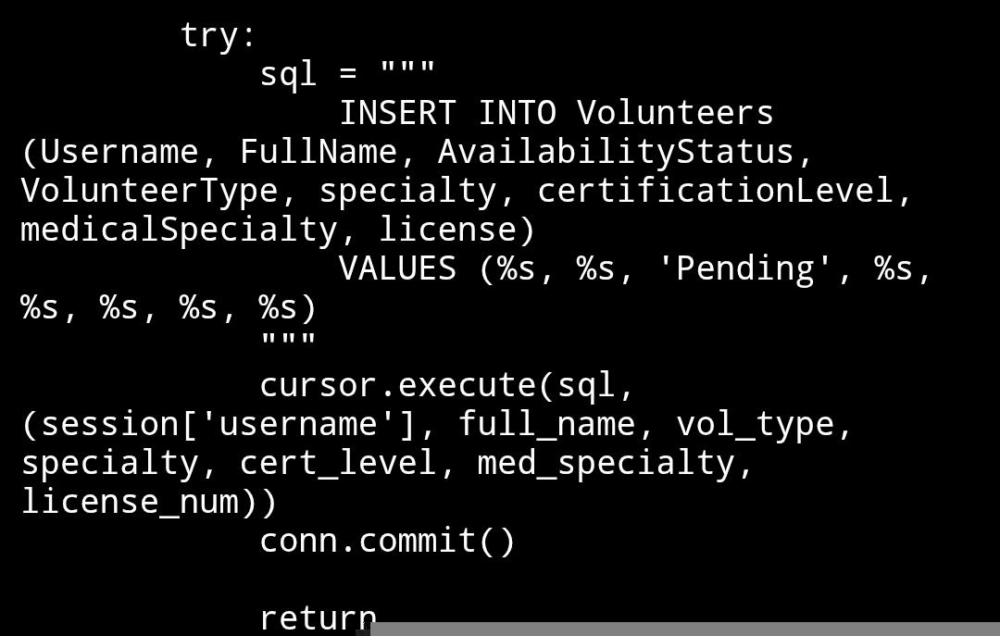 try:
sql = """
INSERT INTO Volunteers
(Username, FullName, AvailabilityStatus,
VolunteerType, specialty, certificationLevel,
medicalSpecialty, license)
VALUES (%s, %s, 'Pending', %s,
%s, %s, %s, %s)
"""
cursor.execute(sql,
(session['username'], full_name, vol_type,
specialty, cert_level, med_specialty,
license_num))
conn.commit()
return